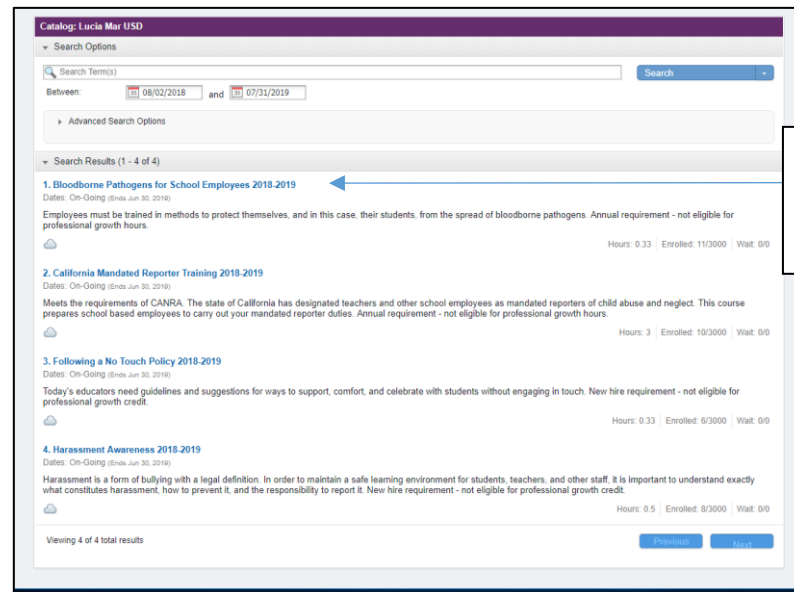 Catalog: Lucia Mar USD
Search Options
Search Term(s) Search
Between: 08/02/2018 and 07/31/2019
Advanced Search Options
Search Results (1 - 4 of 4)
1. Bloodborne Pathogens for School Employees 2018-2019
Dates: On-Going (Ends Jun 30, 2019)
Employees must be trained in methods to protect themselves, and in this case, their students, from the spread of bloodborne pathogens. Annual requirement - not eligible for
professional growth hours.
Hours: 0.33 Enrolled: 11/3000 Wait: 0/0
2. California Mandated Reporter Training 2018-2019
Dates: On-Going (Ends Jun 30, 2019)
Meets the requirements of CANRA. The state of California has designated teachers and other school employees as mandated reporters of child abuse and neglect. This course
prepares school based employees to carry out your mandated reporter duties. Annual requirement - not eligible for professional growth hours.
Hours: 3 Enrolled: 10/3000 Wait: 0/0
3. Following a No Touch Policy 2018-2019
Dates: On-Going (Ends Jun 30, 2019)
Today's educators need guidelines and suggestions for ways to support, comfort, and celebrate with students without engaging in touch. New hire requirement - not eligible for
professional growth credit.
Hours: 0.33 Enrolled: 6/3000 Wait: 0/0
4. Harassment Awareness 2018-2019
Dates: On-Going (Ends Jun 30, 2019)
Harassment is a form of bullying with a legal definition. In order to maintain a safe learning environment for students, teachers, and other staff, it is important to understand exactly
what constitutes harassment, how to prevent it, and the responsibility to report it. New hire requirement - not eligible for professional growth credit.
Hours: 0.5 Enrolled: 8/3000 Wait: 0/0
Viewing 4 of 4 total results Previous Next